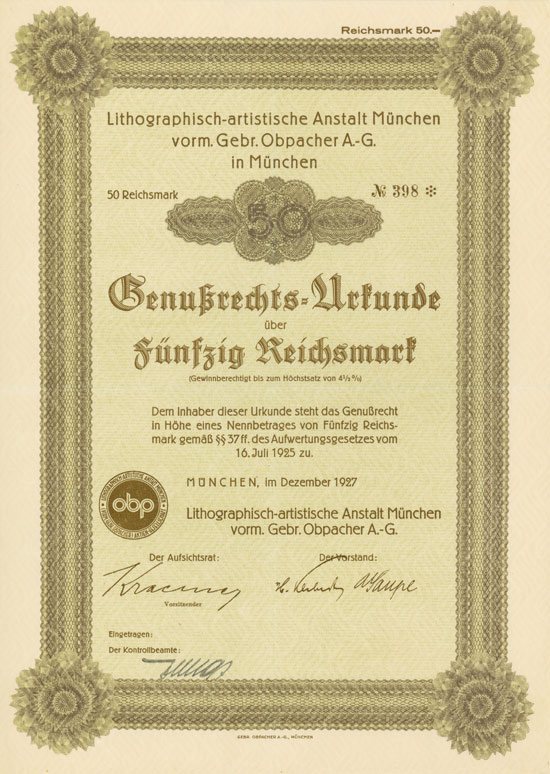 Reichsmark 50.—
Lithographisch-artistische Anstalt München
vorm. Gebr. Obpacher A.-G.
in München
50 Reichsmark
№ 398 ✻
50
Genußrechts-Urkunde
über
Fünfzig Reichsmark
(Gewinnberechtigt bis zum Höchstsatz von 4½ %)
Dem Inhaber dieser Urkunde steht das Genußrecht
in Höhe eines Nennbetrages von Fünfzig Reichs-
mark gemäß §§ 37 ff. des Aufwertungsgesetzes vom
16. Juli 1925 zu.
MÜNCHEN, im Dezember 1927
obp
Lithographisch-artistische Anstalt München
vorm. Gebr. Obpacher A.-G.
Der Aufsichtsrat:
Der Vorstand:
Vorsitzender
Eingetragen:
Der Kontrollbeamte:
GEBR. OBPACHER A.-G., MÜNCHEN